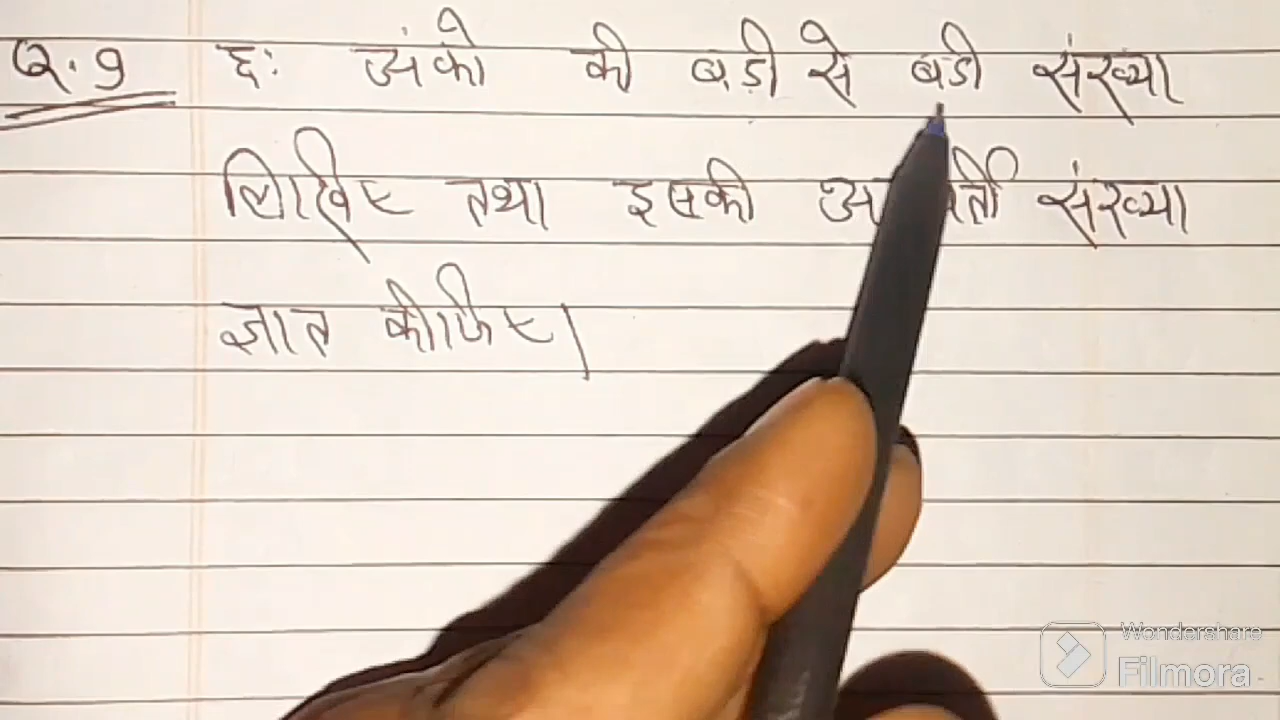 Q.9 छः अंको की बड़ी से बडी संख्या
लिखिए तथा इसकी संख्या
ज्ञात कीजिए।
Wondershare
Filmora